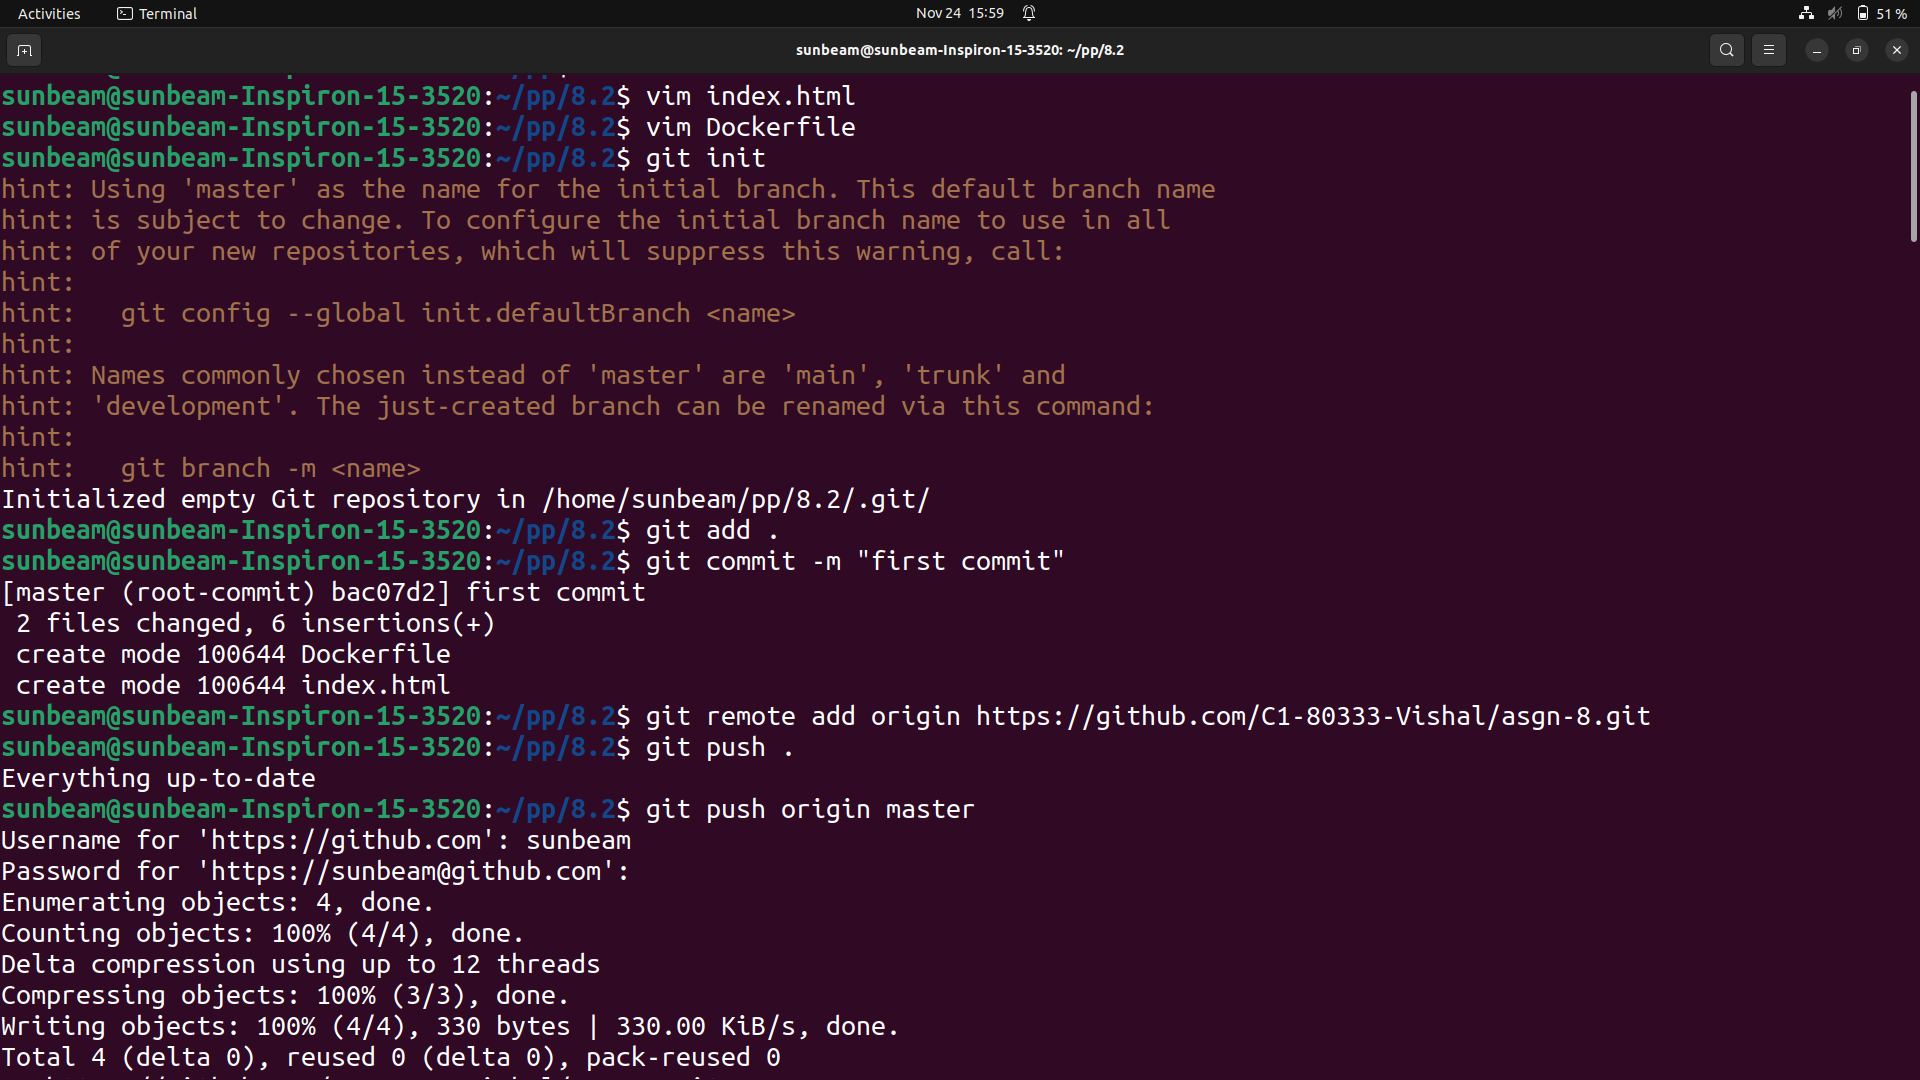 Activities
Terminal
Nov 24 15:59
51 %
sunbeam@sunbeam-Inspiron-15-3520: ~/pp/8.2
sunbeam@sunbeam-Inspiron-15-3520:~/pp/8.2$ vim index.html
sunbeam@sunbeam-Inspiron-15-3520:~/pp/8.2$ vim Dockerfile
sunbeam@sunbeam-Inspiron-15-3520:~/pp/8.2$ git init
hint: Using 'master' as the name for the initial branch. This default branch name
hint: is subject to change. To configure the initial branch name to use in all
hint: of your new repositories, which will suppress this warning, call:
hint:
hint:   git config --global init.defaultBranch <name>
hint:
hint: Names commonly chosen instead of 'master' are 'main', 'trunk' and
hint: 'development'. The just-created branch can be renamed via this command:
hint:
hint:   git branch -m <name>
Initialized empty Git repository in /home/sunbeam/pp/8.2/.git/
sunbeam@sunbeam-Inspiron-15-3520:~/pp/8.2$ git add .
sunbeam@sunbeam-Inspiron-15-3520:~/pp/8.2$ git commit -m "first commit"
[master (root-commit) bac07d2] first commit
 2 files changed, 6 insertions(+)
 create mode 100644 Dockerfile
 create mode 100644 index.html
sunbeam@sunbeam-Inspiron-15-3520:~/pp/8.2$ git remote add origin https://github.com/C1-80333-Vishal/asgn-8.git
sunbeam@sunbeam-Inspiron-15-3520:~/pp/8.2$ git push .
Everything up-to-date
sunbeam@sunbeam-Inspiron-15-3520:~/pp/8.2$ git push origin master
Username for 'https://github.com': sunbeam
Password for 'https://sunbeam@github.com':
Enumerating objects: 4, done.
Counting objects: 100% (4/4), done.
Delta compression using up to 12 threads
Compressing objects: 100% (3/3), done.
Writing objects: 100% (4/4), 330 bytes | 330.00 KiB/s, done.
Total 4 (delta 0), reused 0 (delta 0), pack-reused 0